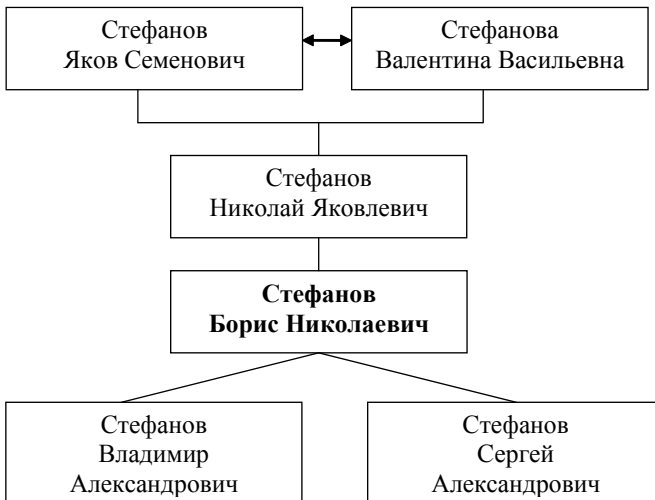 Стефанов
Яков Семенович
Стефанова
Валентина Васильевна
Стефанов
Николай Яковлевич
Стефанов
Борис Николаевич
Стефанов
Владимир
Александрович
Стефанов
Сергей
Александрович